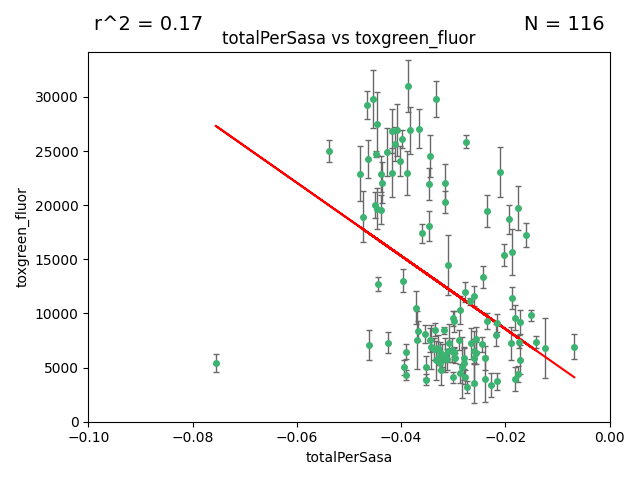 r^2 = 0.17
N = 116
totalPerSasa vs toxgreen_fluor
30000
25000
20000
15000
10000
5000
0
toxgreen_fluor
−0.10
−0.08
−0.06
−0.04
−0.02
0.00
totalPerSasa